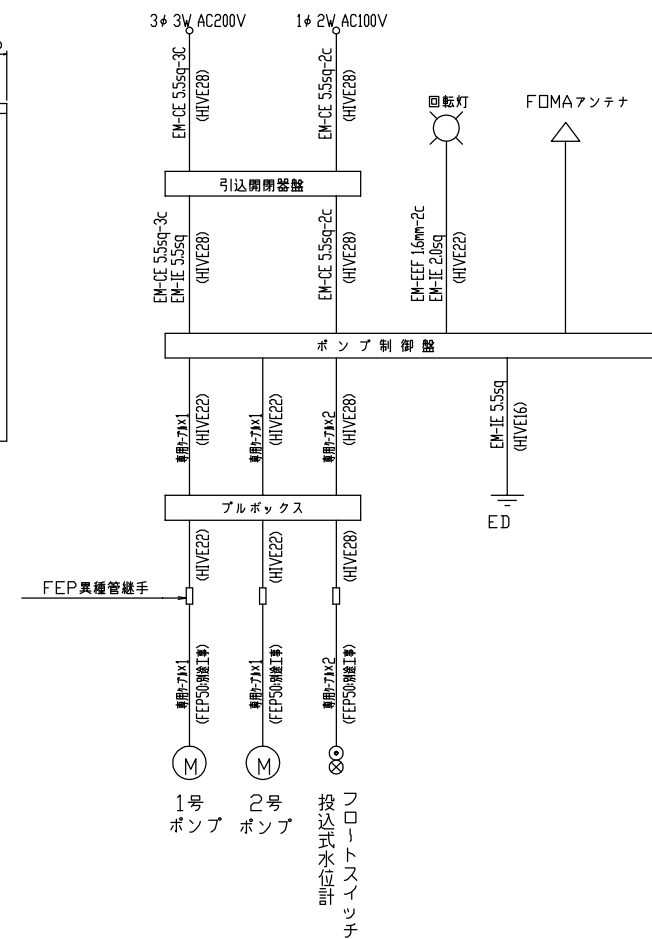 3φ 3W AC200V
1φ 2W AC100V
EM-CE 5.5sq-3C
(HIVE28)
EM-CE 5.5sq-2c
(HIVE28)
回転灯
FOMAアンテナ
引込開閉器盤
EM-CE 5.5sq-3C
EM-IE 5.5sq
(HIVE28)
EM-CE 5.5sq-2c
(HIVE28)
EM-EEF 1.6mm-2c
EM-IE 2.0sq
(HIVE22)
ポンプ制御盤
専用ケーブルx1
(HIVE22)
専用ケーブルx1
(HIVE22)
専用ケーブルx2
(HIVE28)
EM-IE 5.5sq
(HIVE16)
プルボックス
ED
(HIVE22)
(HIVE22)
(HIVE28)
FEP異種管継手
専用ケーブルx1
(FEP50:別途工事)
専用ケーブルx1
(FEP50:別途工事)
専用ケーブルx2
(FEP50:別途工事)
M
M
1号
ポンプ
2号
ポンプ
フロートスイッチ
投込式水位計